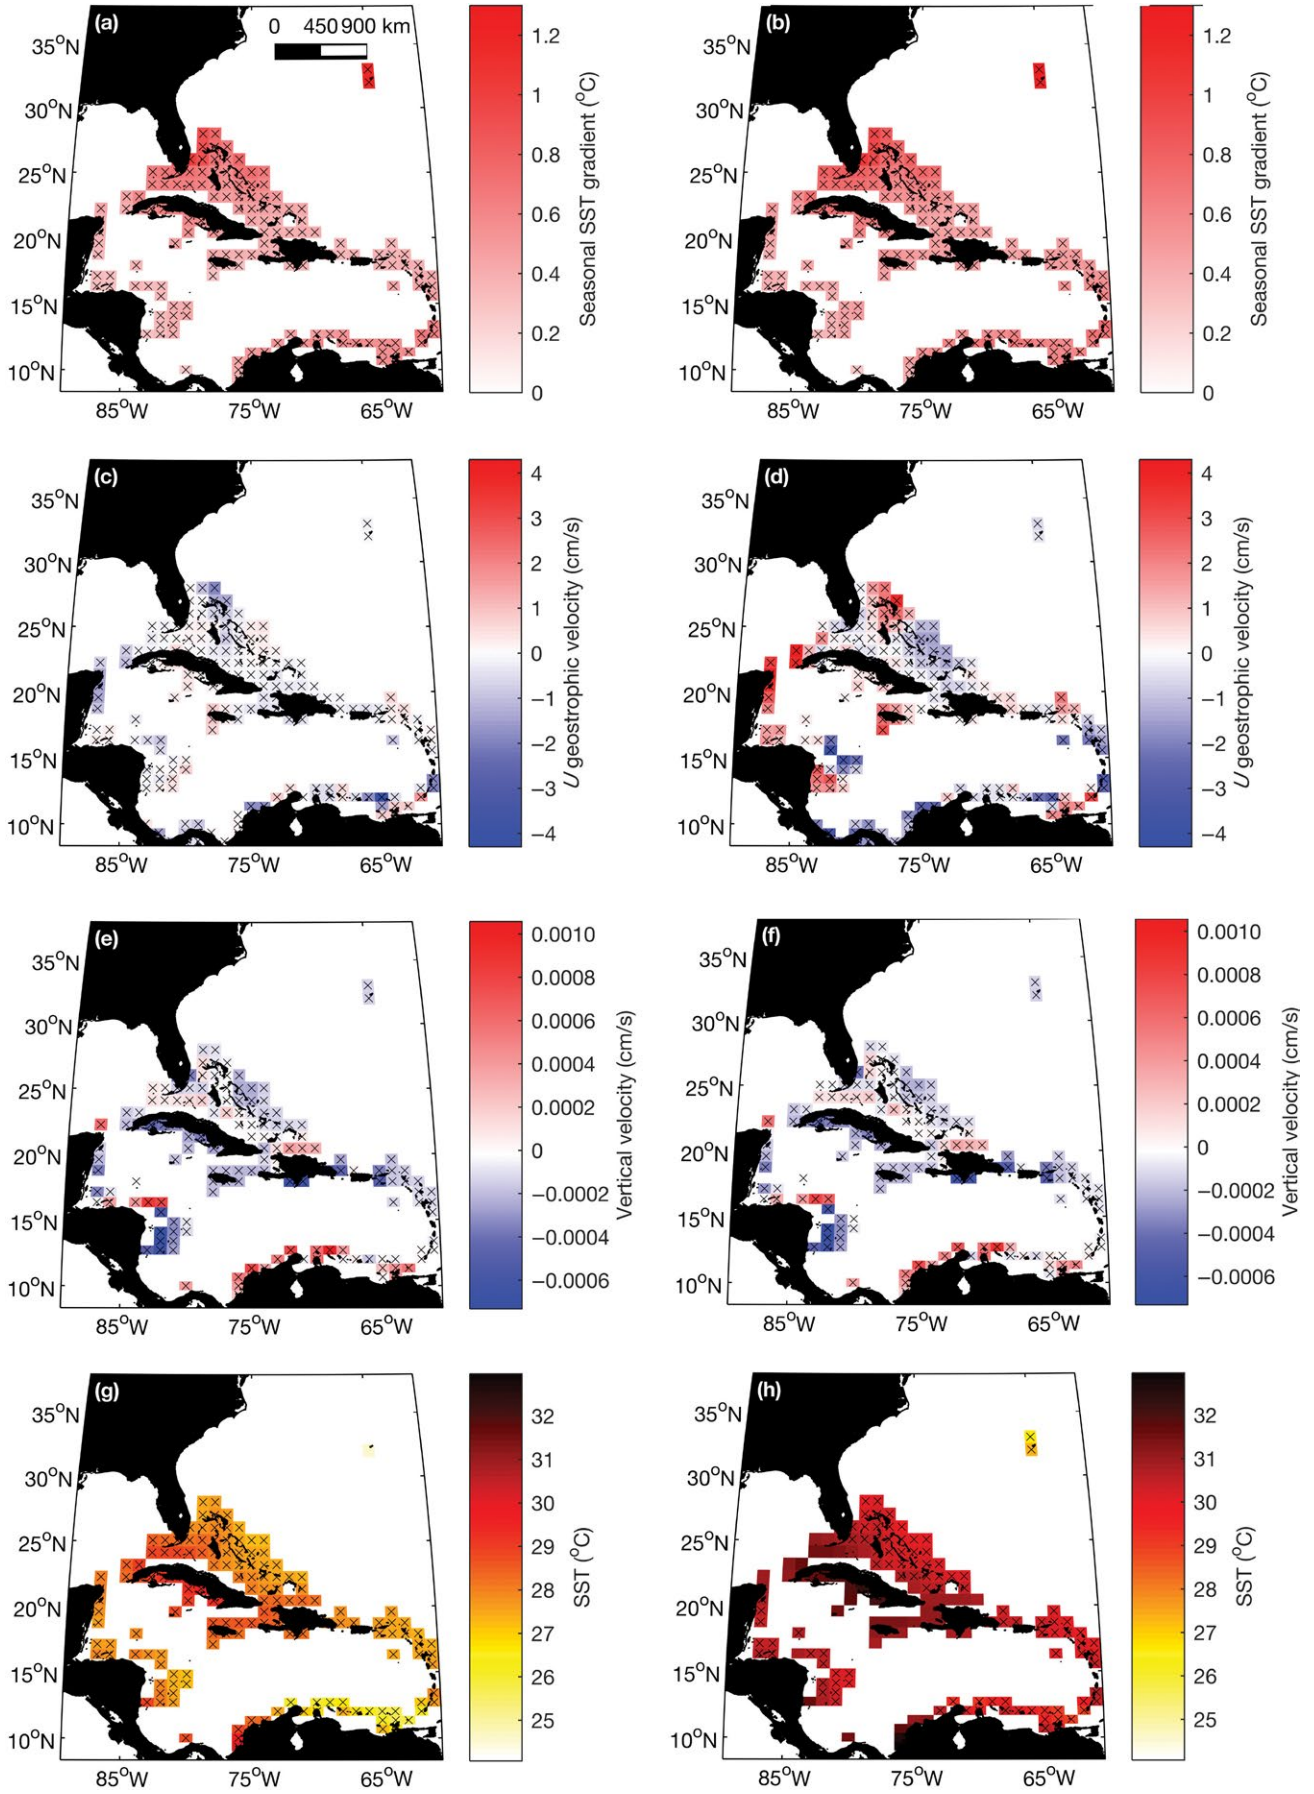 (a)
0 450 900 km
35°N
30°N
25°N
20°N
15°N
10°N
85°W 75°W 65°W
1.2
1
0.8
0.6
0.4
0.2
0
Seasonal SST gradient (°C)
(b)
35°N
30°N
25°N
20°N
15°N
10°N
85°W 75°W 65°W
1.2
1
0.8
0.6
0.4
0.2
0
Seasonal SST gradient (°C)
(c)
35°N
30°N
25°N
20°N
15°N
10°N
85°W 75°W 65°W
4
3
2
1
0
−1
−2
−3
−4
U geostrophic velocity (cm/s)
(d)
35°N
30°N
25°N
20°N
15°N
10°N
85°W 75°W 65°W
4
3
2
1
0
−1
−2
−3
−4
U geostrophic velocity (cm/s)
(e)
35°N
30°N
25°N
20°N
15°N
10°N
85°W 75°W 65°W
0.0010
0.0008
0.0006
0.0004
0.0002
0
−0.0002
−0.0004
−0.0006
Vertical velocity (cm/s)
(f)
35°N
30°N
25°N
20°N
15°N
10°N
85°W 75°W 65°W
0.0010
0.0008
0.0006
0.0004
0.0002
0
−0.0002
−0.0004
−0.0006
Vertical velocity (cm/s)
(g)
35°N
30°N
25°N
20°N
15°N
10°N
85°W 75°W 65°W
32
31
30
29
28
27
26
25
SST (°C)
(h)
35°N
30°N
25°N
20°N
15°N
10°N
85°W 75°W 65°W
32
31
30
29
28
27
26
25
SST (°C)